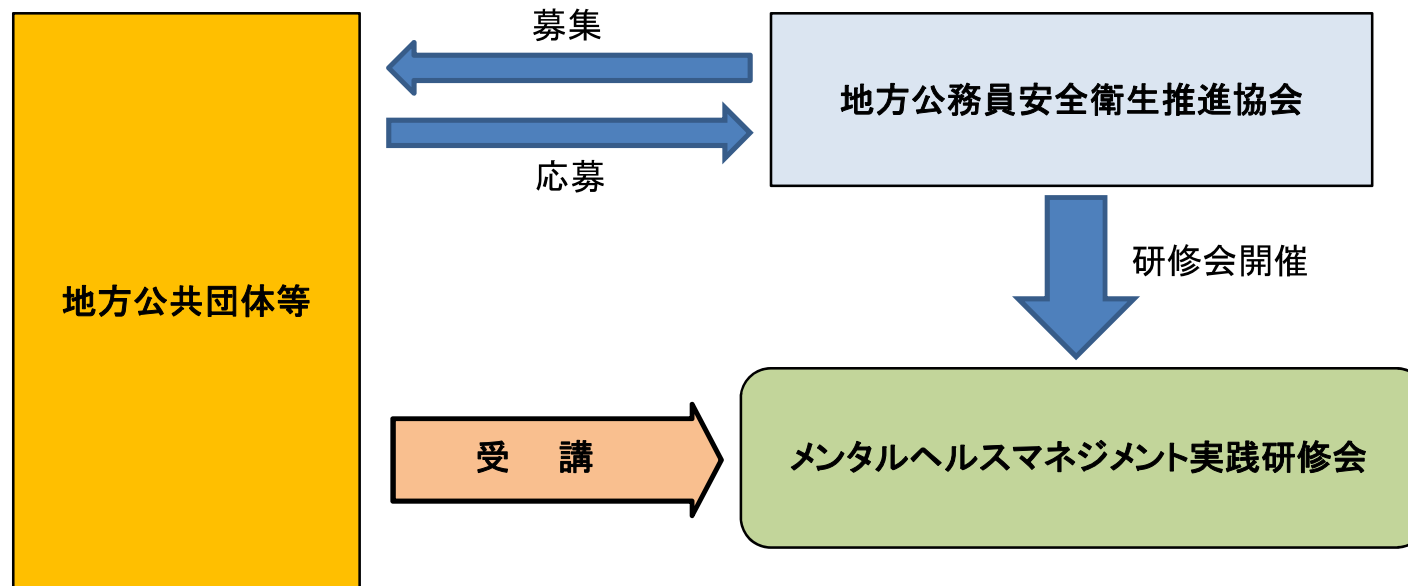 募集
地方公務員安全衛生推進協会
応募
研修会開催
地方公共団体等
受　講
メンタルヘルスマネジメント実践研修会